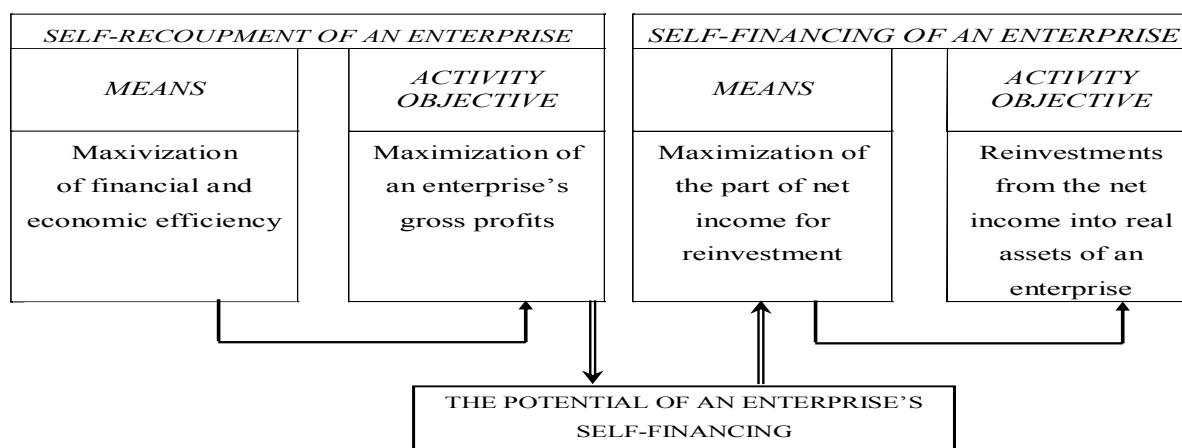 SELF-RECOUPMENT OF AN ENTERPRISE
MEANS
ACTIVITY
OBJECTIVE
Maxivization
of financial and
economic efficiency
Maximization of
an enterprise’s
gross profits
SELF-FINANCING OF AN ENTERPRISE
MEANS
ACTIVITY
OBJECTIVE
Maximization of
the part of net
income for
reinvestment
Reinvestments
from the net
income into real
assets of an
enterprise
THE POTENTIAL OF AN ENTERPRISE’S
SELF-FINANCING